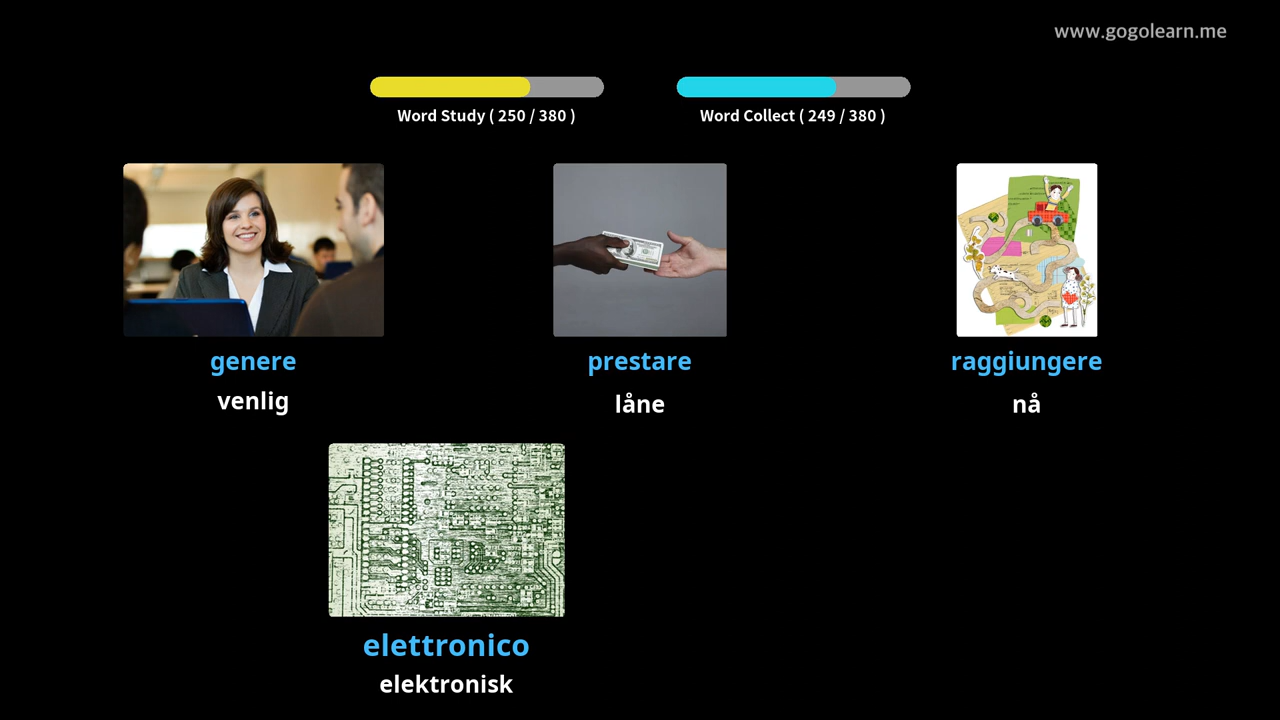 www.gogolearn.me
Word Study ( 250 / 380 )
Word Collect ( 249 / 380 )
genere
venlig
prestare
låne
raggiungere
nå
elettronico
elektronisk